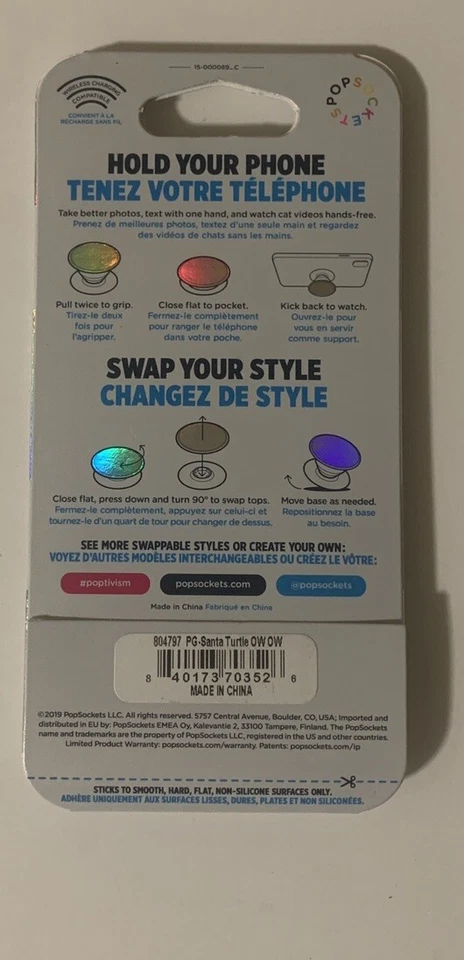 15-000089_C
WIRELESS CHARGING
COMPATIBLE
CONVIENT À LA
RECHARGE SANS FIL
POPSOCKETS
HOLD YOUR PHONE
TENEZ VOTRE TÉLÉPHONE
Take better photos, text with one hand, and watch cat videos hands-free.
Prenez de meilleures photos, textez d'une seule main et regardez
des vidéos de chats sans les mains.
Pull twice to grip.
Tirez-le deux
fois pour
l'agripper.
Close flat to pocket.
Fermez-le complètement
pour ranger le téléphone
dans votre poche.
Kick back to watch.
Ouvrez-le pour
vous en servir
comme support.
SWAP YOUR STYLE
CHANGEZ DE STYLE
Close flat, press down and turn 90° to swap tops.
Fermez-le complètement, appuyez sur celui-ci et
tournez-le d'un quart de tour pour changer de dessus.
Move base as needed.
Repositionnez la base
au besoin.
SEE MORE SWAPPABLE STYLES OR CREATE YOUR OWN:
VOYEZ D'AUTRES MODÈLES INTERCHANGEABLES OU CRÉEZ LE VÔTRE:
#poptivism
popsockets.com
@popsockets
Made in China Fabriqué en China
804797 PG-Santa Turtle OW OW
8 40173 70352 6
MADE IN CHINA
©2019 PopSockets LLC. All rights reserved. 5757 Central Avenue, Boulder, CO, USA; Imported and
distributed in EU by: PopSockets EMEA Oy, Kalevantie 2, 33100 Tampere, Finland. The PopSockets
name and trademarks are the property of PopSockets LLC, registered in the US and other countries.
Limited Product Warranty: popsockets.com/warranty. Patents: popsockets.com/ip
STICKS TO SMOOTH, HARD, FLAT, NON-SILICONE SURFACES ONLY.
ADHÈRE UNIQUEMENT AUX SURFACES LISSES, DURES, PLATES ET NON SILICONÉES.